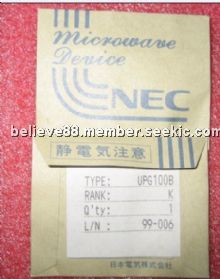 Microwave
Device
NEC
believe88.member.seekic.com
静電気注意
TYPE: UPG100B
RANK: K
Q'ty: 1
L/N : 99-006
日本電気株式会社